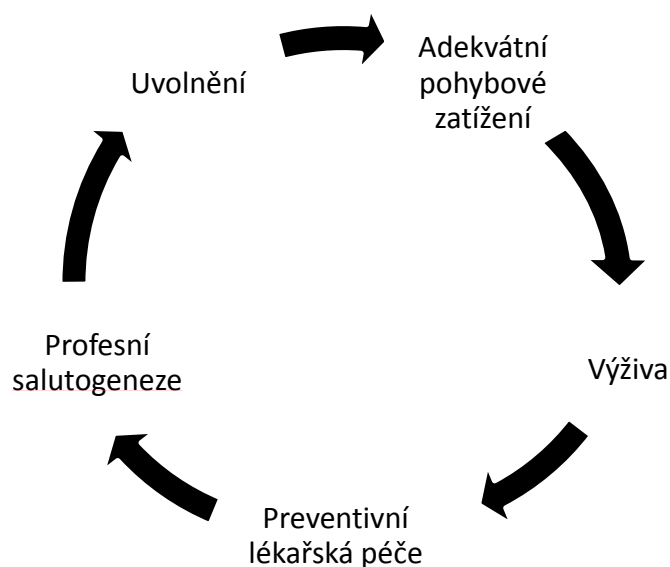 Uvolnění
Adekvátní
pohybové
zatížení
Výživa
Preventivní
lékařská péče
Profesní
salutogeneze